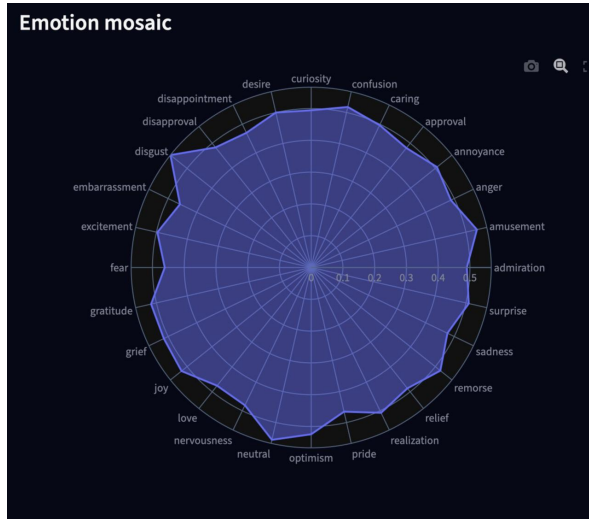 Emotion mosaic
curiosity
desire
confusion
disappointment
caring
disapproval
approval
disgust
annoyance
embarrassment
anger
excitement
amusement
fear
0
0.1
0.2
0.3
0.4
0.5
admiration
gratitude
surprise
grief
sadness
joy
remorse
love
relief
nervousness
realization
neutral
optimism
pride